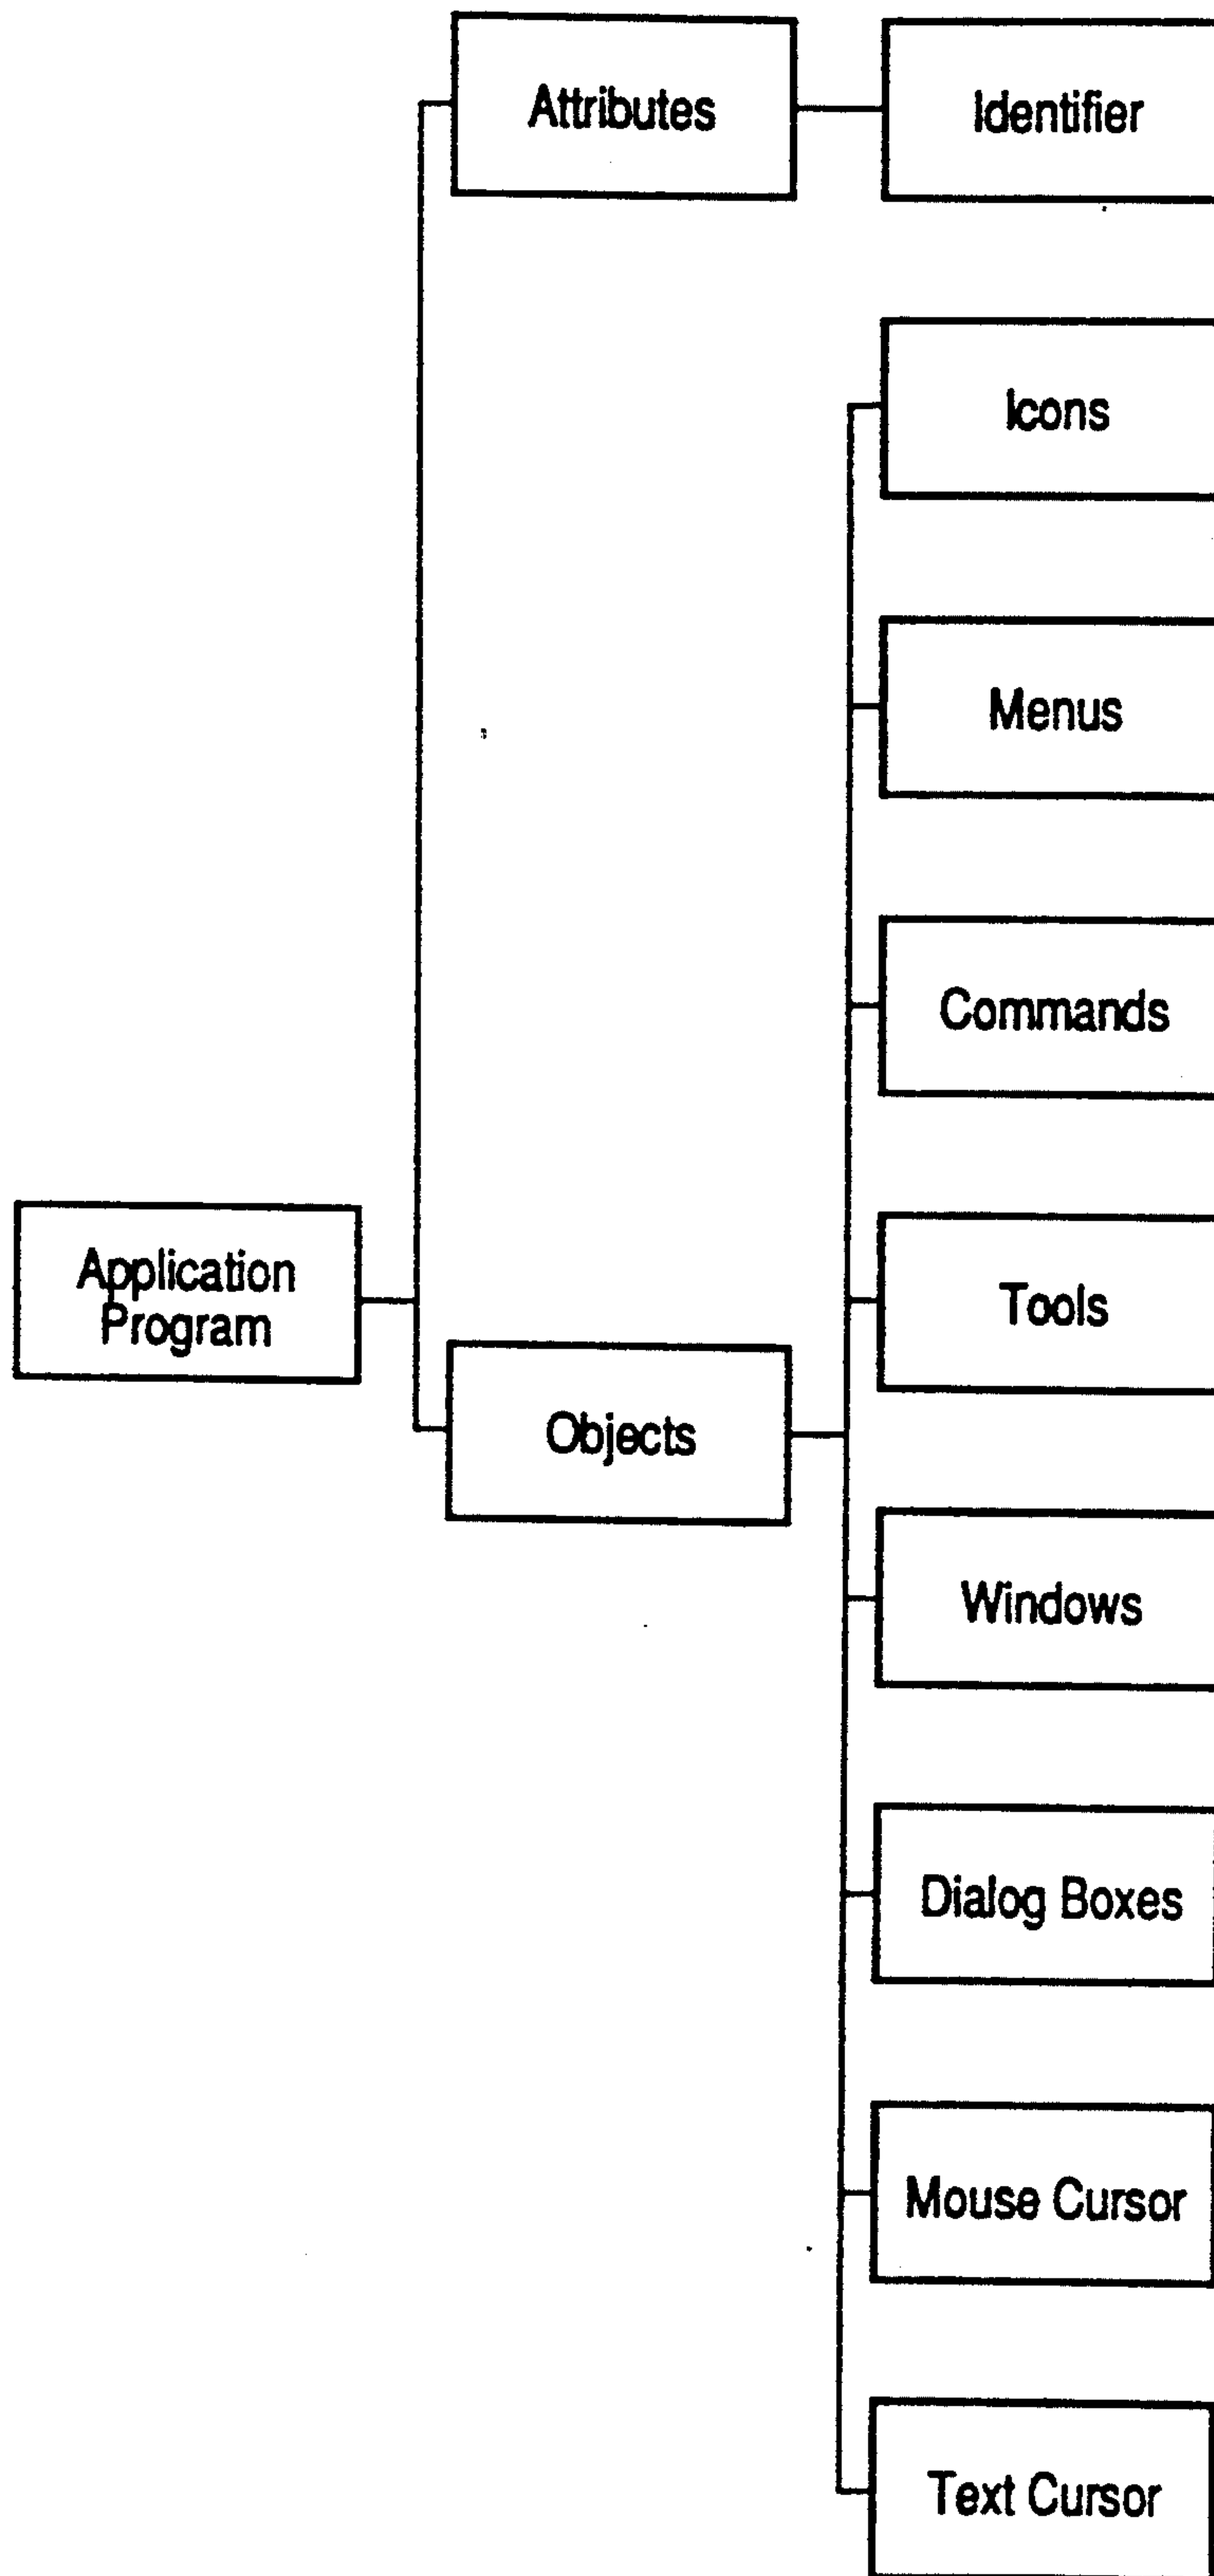 Attributes
Identifier
Icons
Menus
Commands
Application
Program
Tools
Objects
Windows
Dialog Boxes
Mouse Cursor
Text Cursor